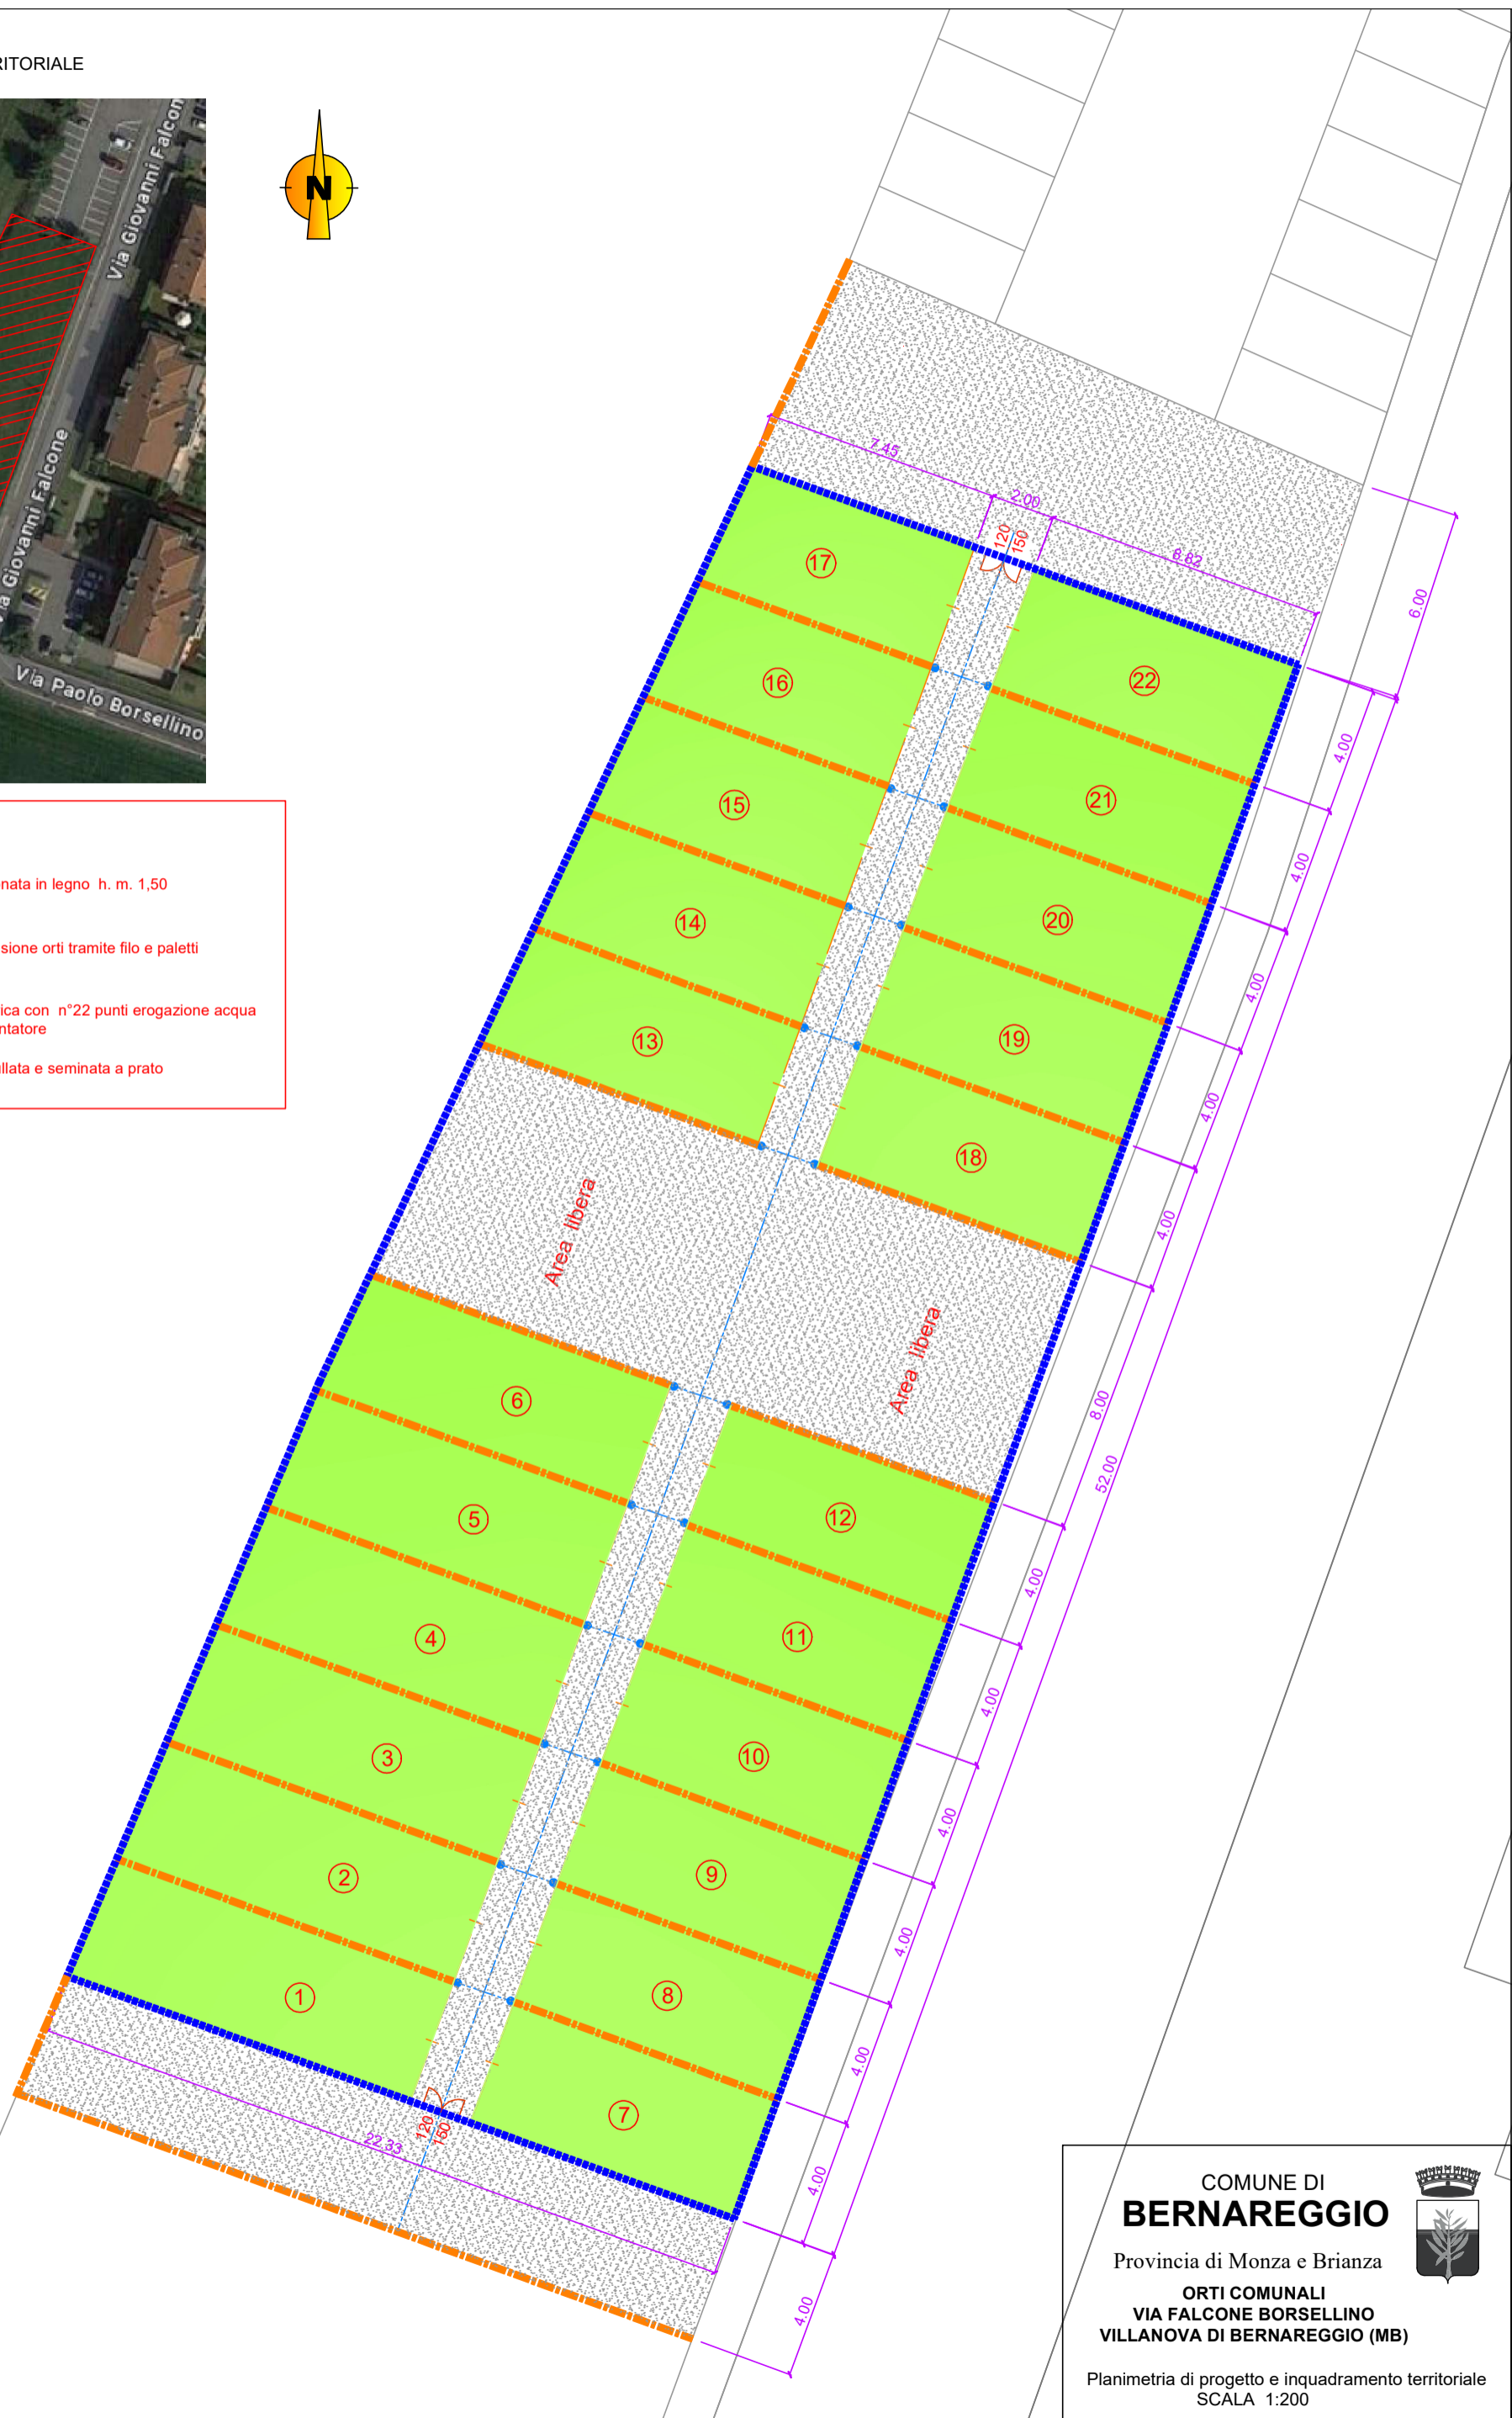 RITORIALE
Via Giovanni Falcon
Via Giovanni Falcone
Via Paolo Borsellino
N
nata in legno h. m. 1,50
sione orti tramite filo e paletti
ica con n°22 punti erogazione acqua
ntatore
llata e seminata a prato
7.45
2.00
8.82
6.00
120
150
17
16
15
14
13
22
21
20
19
18
4.00
4.00
4.00
4.00
4.00
8.00
52.00
Area libera
Area libera
6
5
4
3
2
1
12
11
10
9
8
7
4.00
4.00
4.00
4.00
4.00
4.00
4.00
120
150
22.33
COMUNE DI
BERNAREGGIO
Provincia di Monza e Brianza
ORTI COMUNALI
VIA FALCONE BORSELLINO
VILLANOVA DI BERNAREGGIO (MB)
Planimetria di progetto e inquadramento territoriale
SCALA 1:200